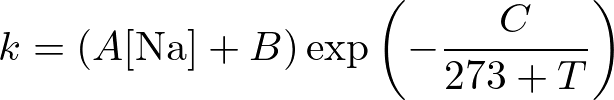 k = (A[Na] + B) exp(−C/(273 + T))